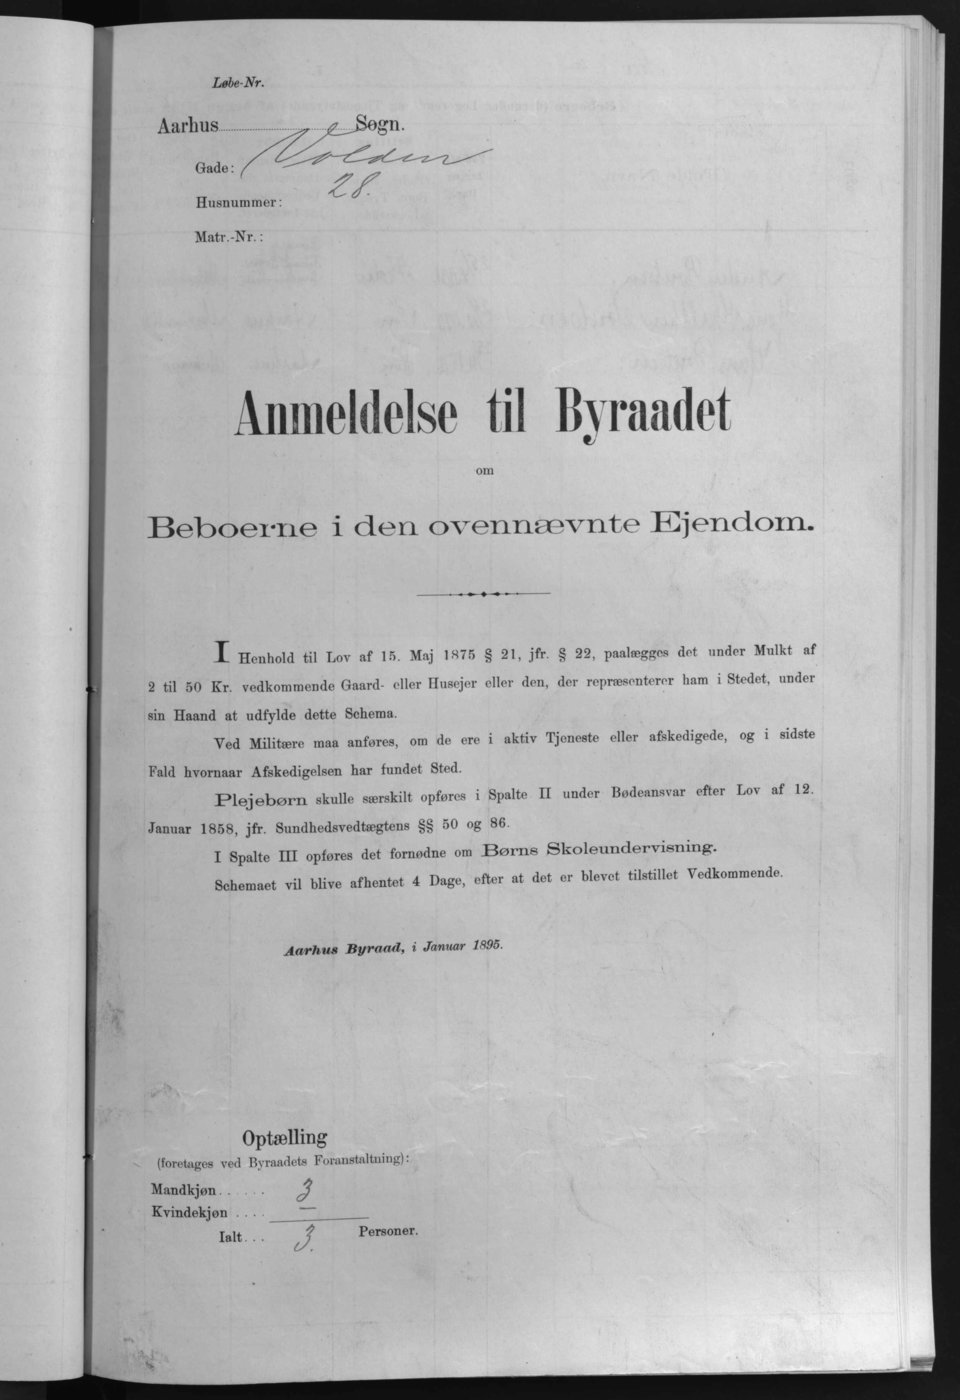 Løbe-Nr.
Aarhus Sogn.
Gade: Volden
Husnummer: 28.
Matr.-Nr.:
Anmeldelse til Byraadet
om
Beboerne i den ovennævnte Ejendom.
I Henhold til Lov af 15. Maj 1875 § 21, jfr. § 22, paalægges det under Mulkt af
2 til 50 Kr. vedkommende Gaard- eller Husejer eller den, der repræsenterer ham i Stedet, under
sin Haand at udfylde dette Schema.
Ved Militære maa anføres, om de ere i aktiv Tjeneste eller afskedigede, og i sidste
Fald hvornaar Afskedigelsen har fundet Sted.
Plejebørn skulle særskilt opføres i Spalte II under Bødeansvar efter Lov af 12.
Januar 1858, jfr. Sundhedsvedtægtens §§ 50 og 86.
I Spalte III opføres det fornødne om Børns Skoleundervisning.
Schemaet vil blive afhentet 4 Dage, efter at det er blevet tilstillet Vedkommende.
Aarhus Byraad, i Januar 1895.
Optælling
(foretages ved Byraadets Foranstaltning):
Mandkjøn...... 3
Kvindekjøn .... —
Ialt... 3. Personer.